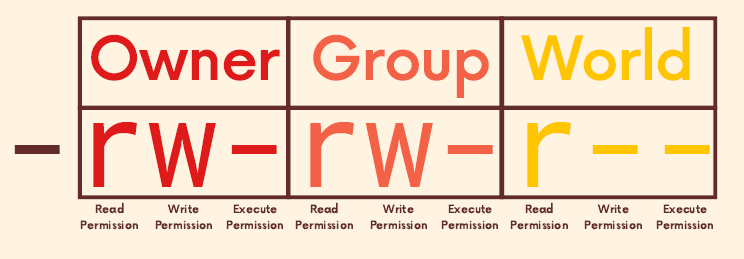 Owner Group World
- rw- rw- r--
Read Write Execute Read Write Execute Read Write Execute
Permission Permission Permission Permission Permission Permission Permission Permission Permission